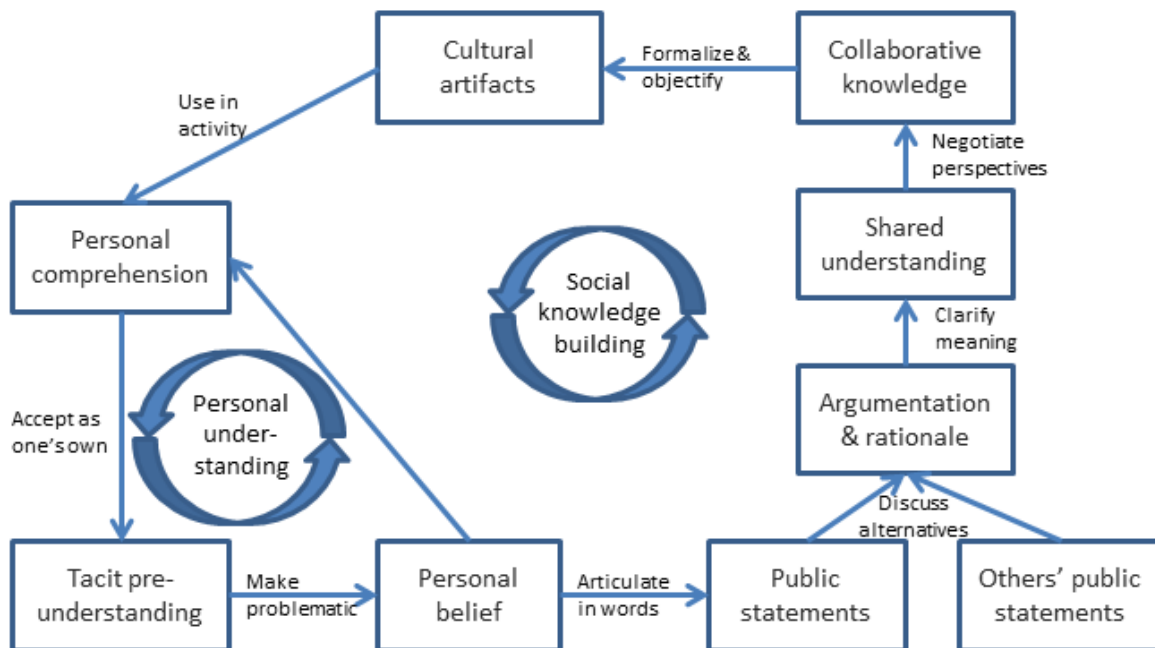 Cultural
artifacts
Formalize &
objectify
Collaborative
knowledge
Use in
activity
Negotiate
perspectives
Personal
comprehension
Social
knowledge
building
Shared
understanding
Clarify
meaning
Accept as
one's own
Personal
under-
standing
Argumentation
& rationale
Discuss
alternatives
Tacit pre-
understanding
Make
problematic
Personal
belief
Articulate
in words
Public
statements
Others' public
statements